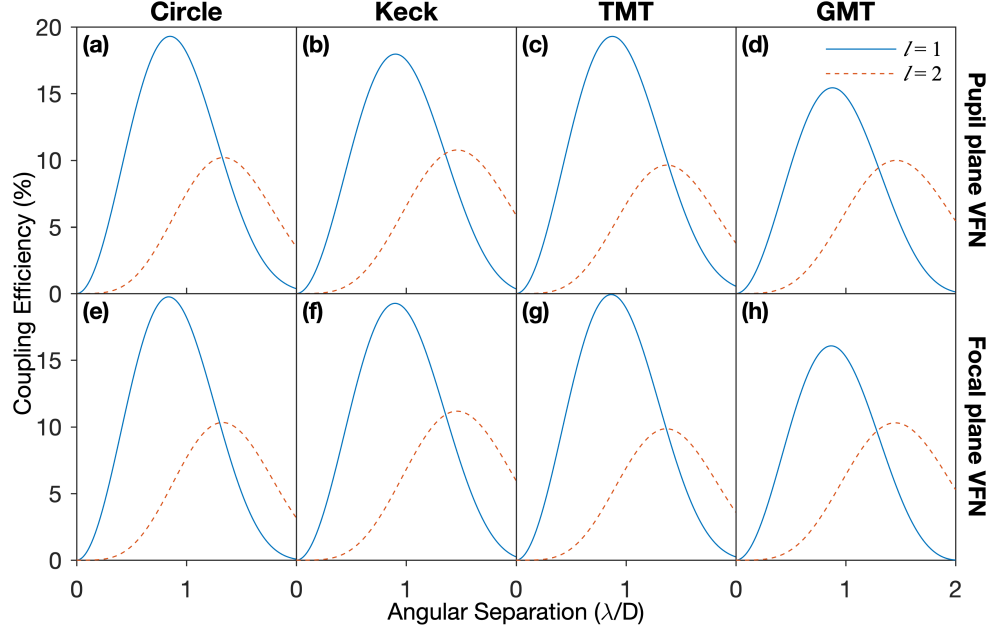 Circle Keck TMT GMT
20 (a) (b) (c) (d) l = 1
l = 2
15
10
5
0
Pupil plane VFN
(e) (f) (g) (h)
15
10
5
0
Focal plane VFN
Coupling Efficiency (%)
0 1 0 1 0 1 0 1 2
Angular Separation (λ/D)